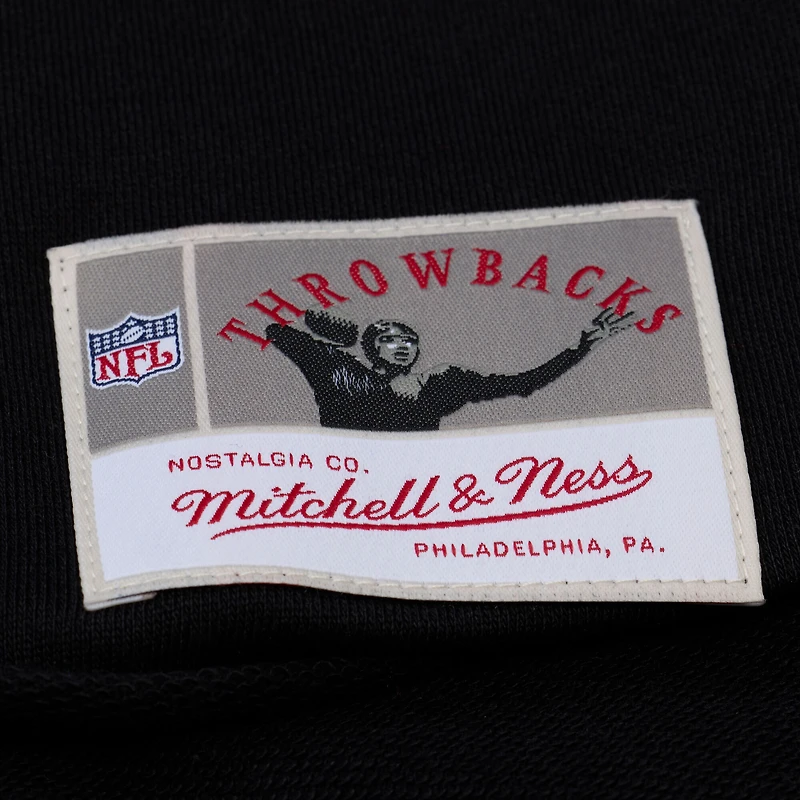 THROWBACKS
NFL
NOSTALGIA CO.
Mitchell & Ness
PHILADELPHIA, PA.